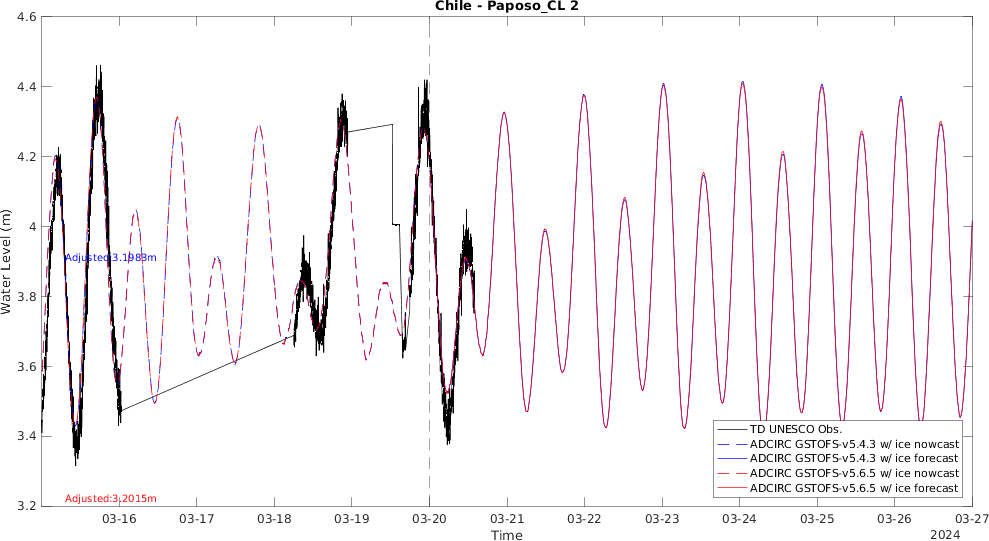 Chile - Paposo_CL 2
4.6
4.4
4.2
4
3.8
3.6
3.4
3.2
Water Level (m)
Adjusted:3.1983m
Adjusted:3.2015m
TD UNESCO Obs.
ADCIRC GSTOFS-v5.4.3 w/ ice nowcast
ADCIRC GSTOFS-v5.4.3 w/ ice forecast
ADCIRC GSTOFS-v5.6.5 w/ ice nowcast
ADCIRC GSTOFS-v5.6.5 w/ ice forecast
03-16 03-17 03-18 03-19 03-20 03-21 03-22 03-23 03-24 03-25 03-26 03-27
Time
2024